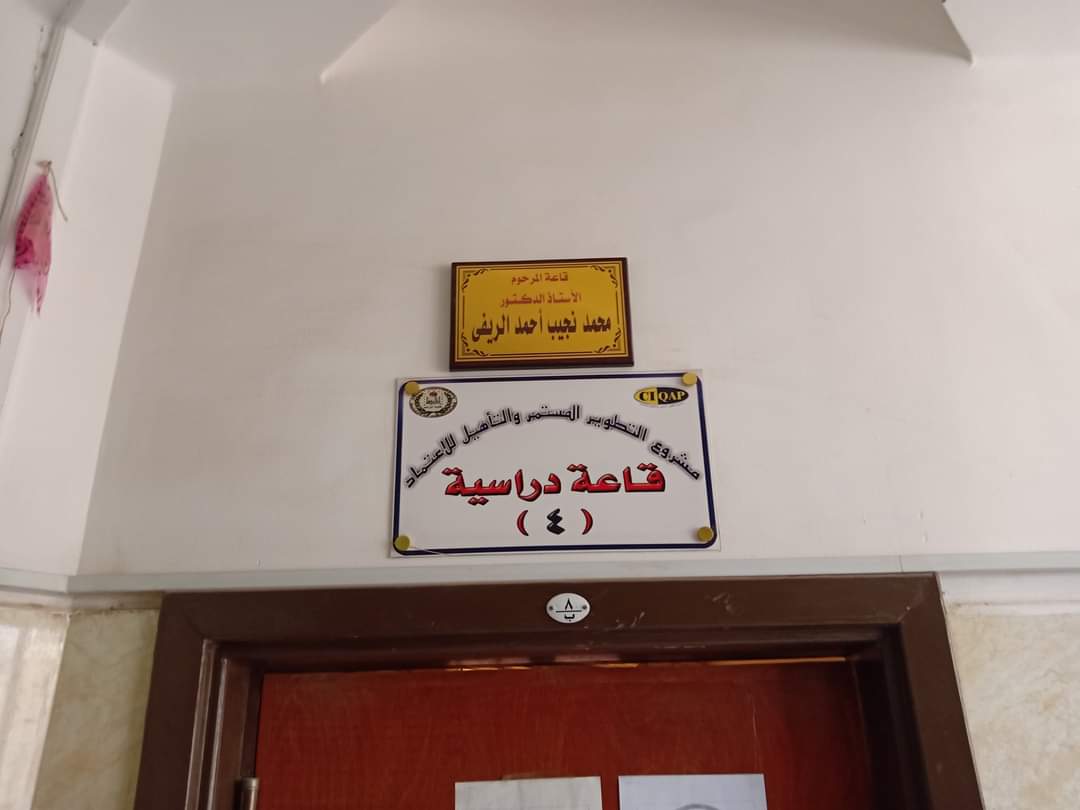 قاعة المرحوم
الأستاذ الدكتور
محمد نجيب أحمد الريفى
CIQAP
مشروع التطوير المستمر والتأهيل للاعتماد
قاعة دراسية
( ٤ )
٨
ب